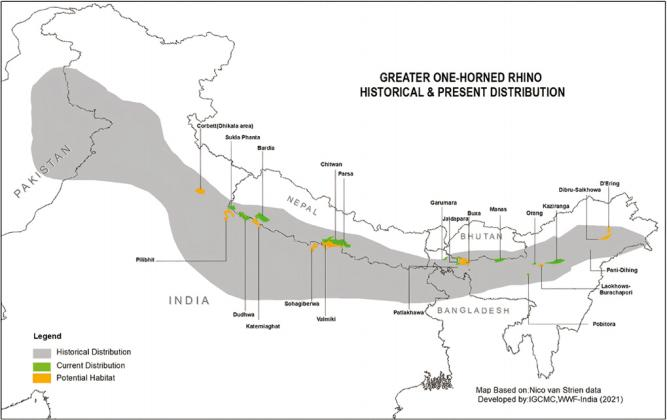 GREATER ONE-HORNED RHINO
HISTORICAL & PRESENT DISTRIBUTION
Corbett(Dhikala area)
Sukla Phanta
Bardia
Chitwan
Parsa
PAKISTAN
NEPAL
Garumara
Jaldapara
Buxa
Manas
Orang
Kaziranga
Dibru-Saikhowa
D'Ering
BHUTAN
Pilibhit
INDIA
Dudhwa
Katerniaghat
Sohagiberwa
Valmiki
Patlakhawa
BANGLADESH
Pani-Dihing
Laokhowa-
Burachapori
Pobitora
Legend
Historical Distribution
Current Distribution
Potential Habitat
Map Based on:Nico van Strien data
Developed by:IGCMC,WWF-India (2021)